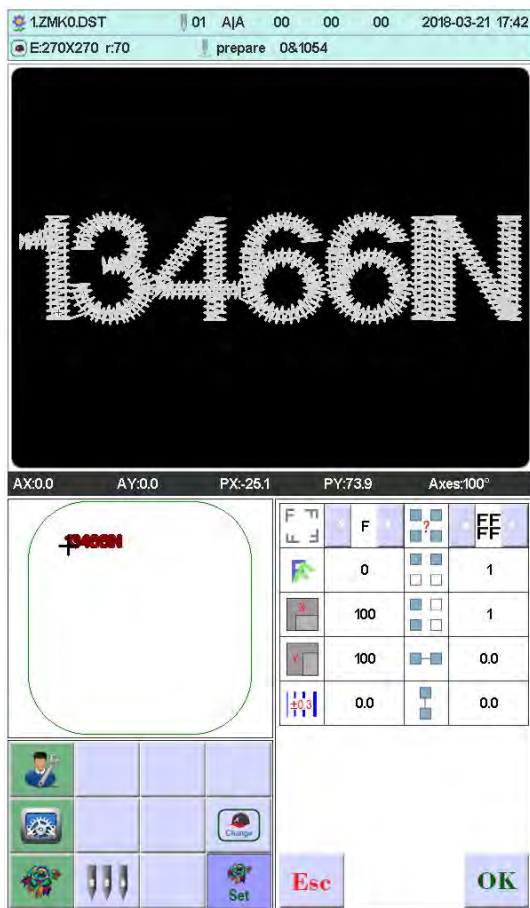 1.ZMK0.DST 01 A|A 00 00 00 2018-03-21 17:42
E:270X270 r:70 prepare 0&1054
13466IN
AX:0.0 AY:0.0 PX:-25.1 PY:73.9 Axes:100°
13466IN
F F F F F ? FF
FF
0 1
X 100 1
Y 100 0.0
±0.3 0.0 0.0
Change
Set
Esc OK